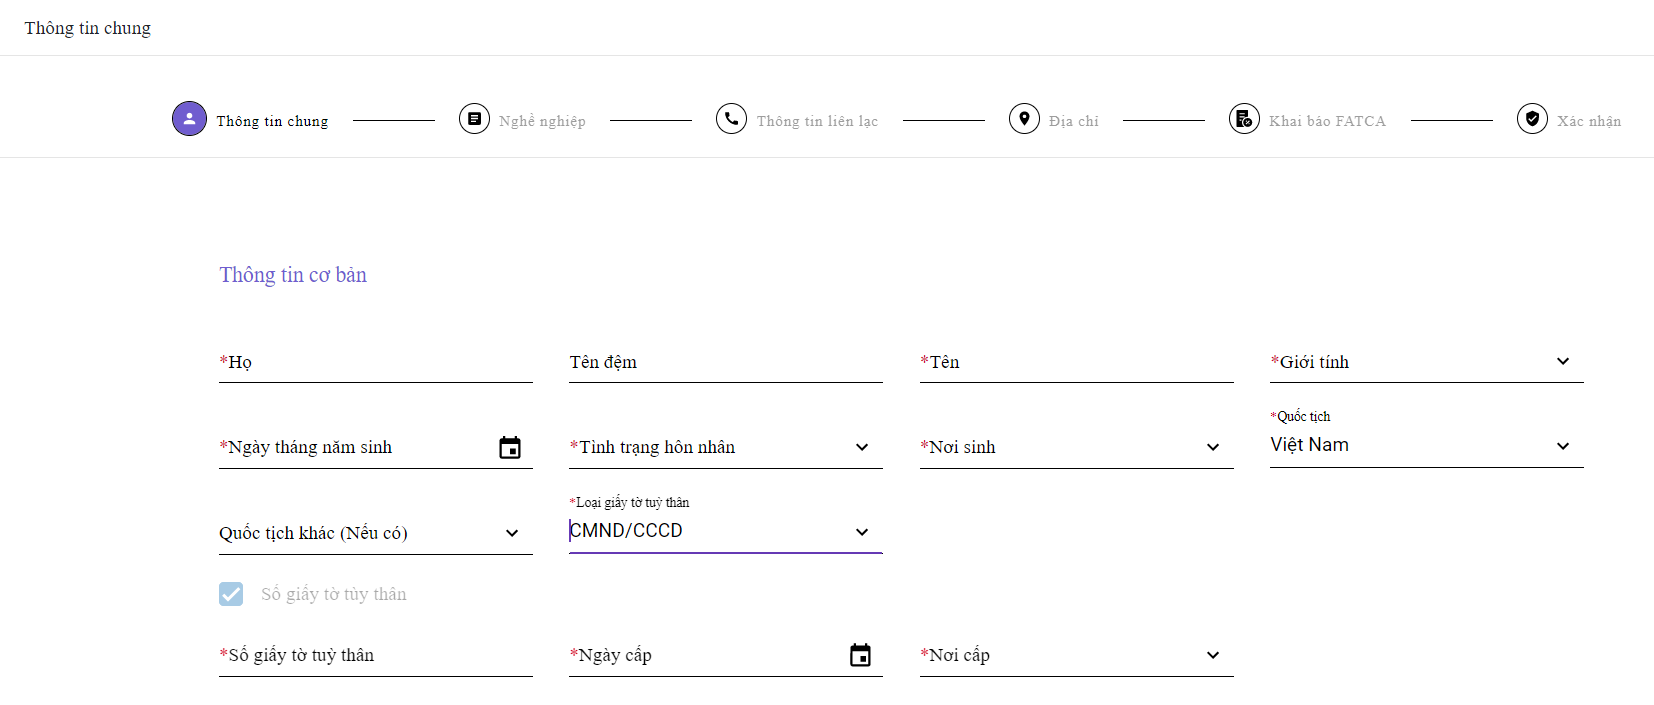 Thông tin chung
Thông tin chung Nghề nghiệp Thông tin liên lạc Địa chỉ Khai báo FATCA Xác nhận
Thông tin cơ bản
*Họ Tên đệm *Tên *Giới tính
*Quốc tịch
*Ngày tháng năm sinh *Tình trạng hôn nhân *Nơi sinh Việt Nam
*Loại giấy tờ tuỳ thân
Quốc tịch khác (Nếu có) CMND/CCCD
Số giấy tờ tùy thân
*Số giấy tờ tuỳ thân *Ngày cấp *Nơi cấp